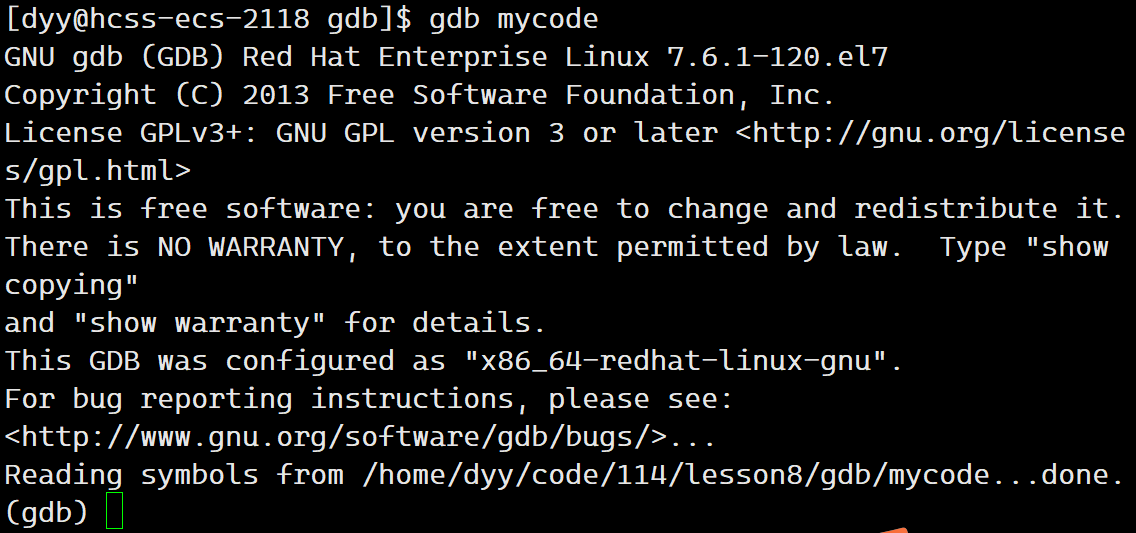 [dyy@hcss-ecs-2118 gdb]$ gdb mycode
GNU gdb (GDB) Red Hat Enterprise Linux 7.6.1-120.el7
Copyright (C) 2013 Free Software Foundation, Inc.
License GPLv3+: GNU GPL version 3 or later <http://gnu.org/license
s/gpl.html>
This is free software: you are free to change and redistribute it.
There is NO WARRANTY, to the extent permitted by law.  Type "show
copying"
and "show warranty" for details.
This GDB was configured as "x86_64-redhat-linux-gnu".
For bug reporting instructions, please see:
<http://www.gnu.org/software/gdb/bugs/>...
Reading symbols from /home/dyy/code/114/lesson8/gdb/mycode...done.
(gdb)